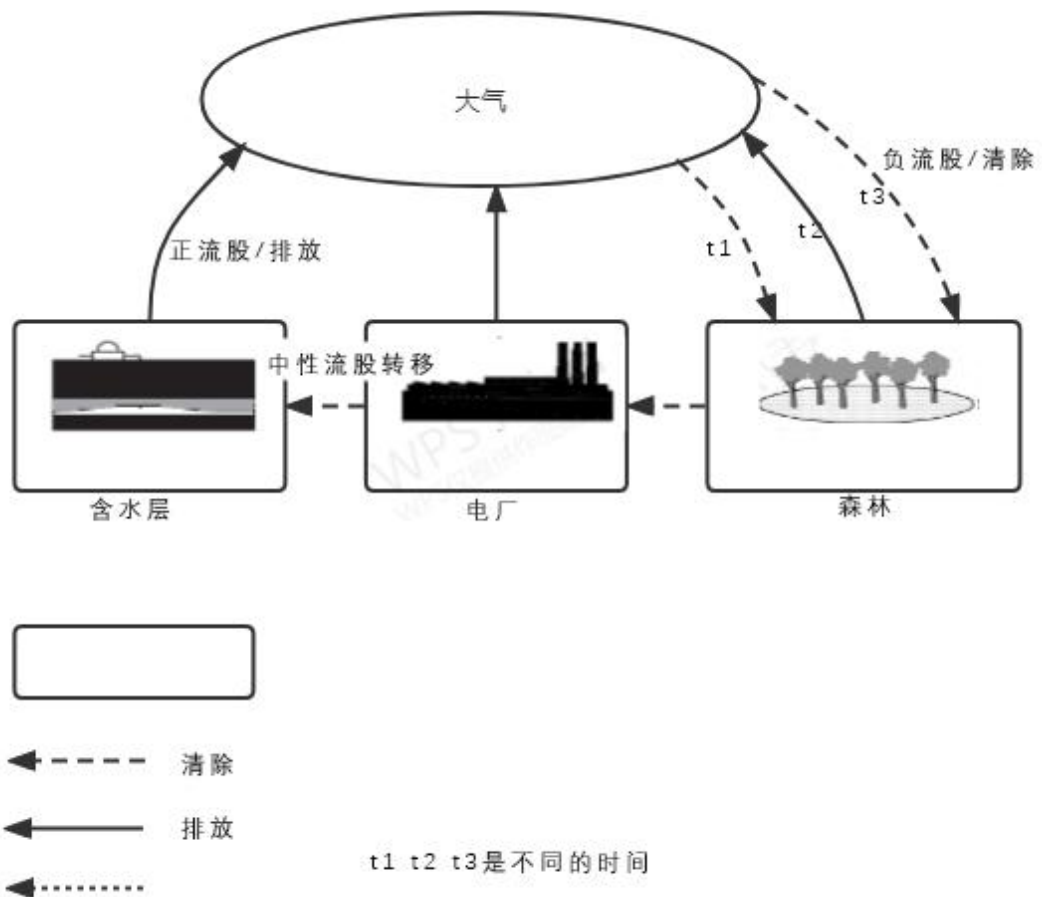 大气
负流股/清除
t3
t2
t1
正流股/排放
中性流股转移
含水层
电厂
森林
清除
排放
t1 t2 t3是不同的时间
WPS